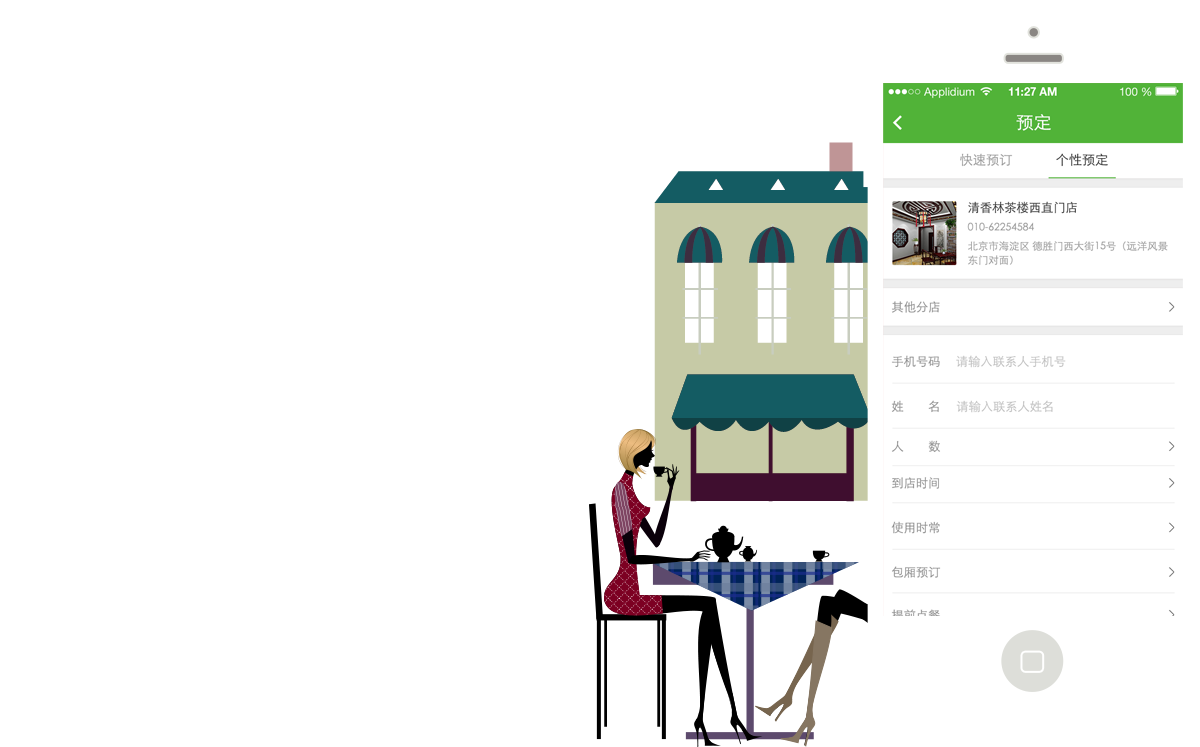 Applidium 11:27 AM 100 %
预定
快速预订 个性预定
清香林茶楼西直门店
010-62254584
北京市海淀区 德胜门西大街15号（远洋风景
东门对面）
其他分店
手机号码 请输入联系人手机号
姓 名 请输入联系人姓名
人 数
到店时间
使用时常
包厢预订
提前点餐